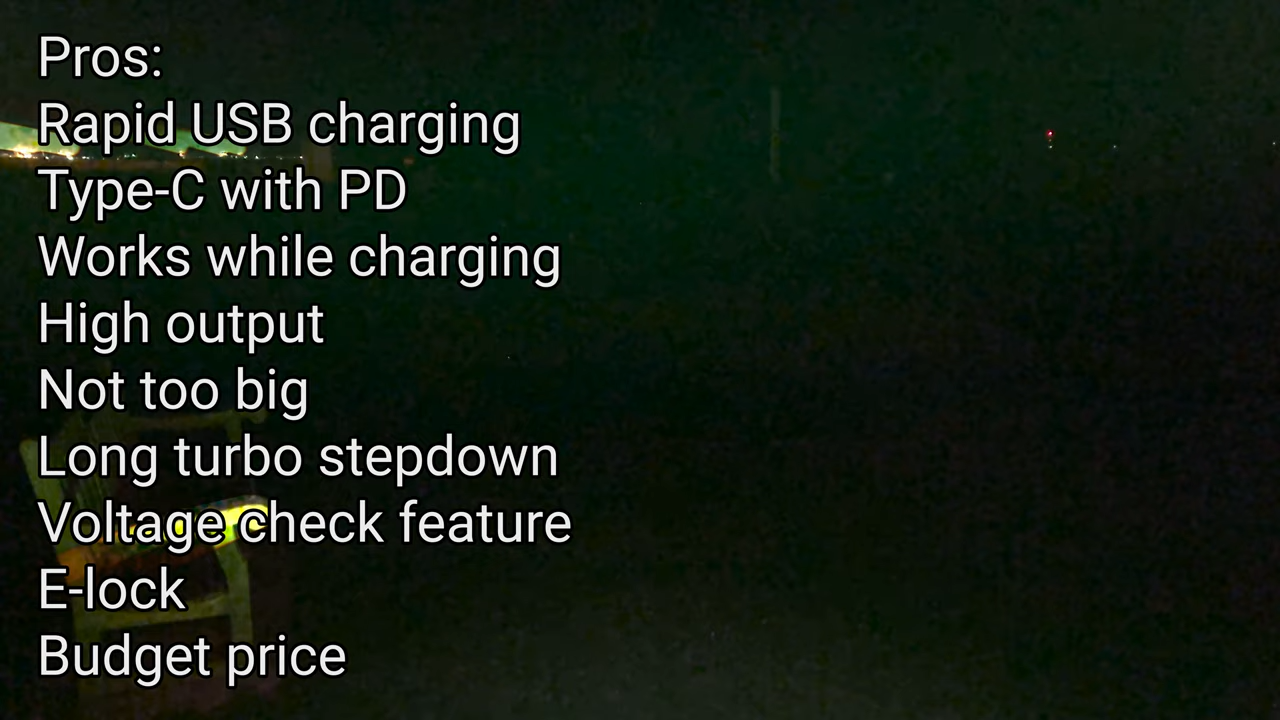 Pros:
Rapid USB charging
Type-C with PD
Works while charging
High output
Not too big
Long turbo stepdown
Voltage check feature
E-lock
Budget price